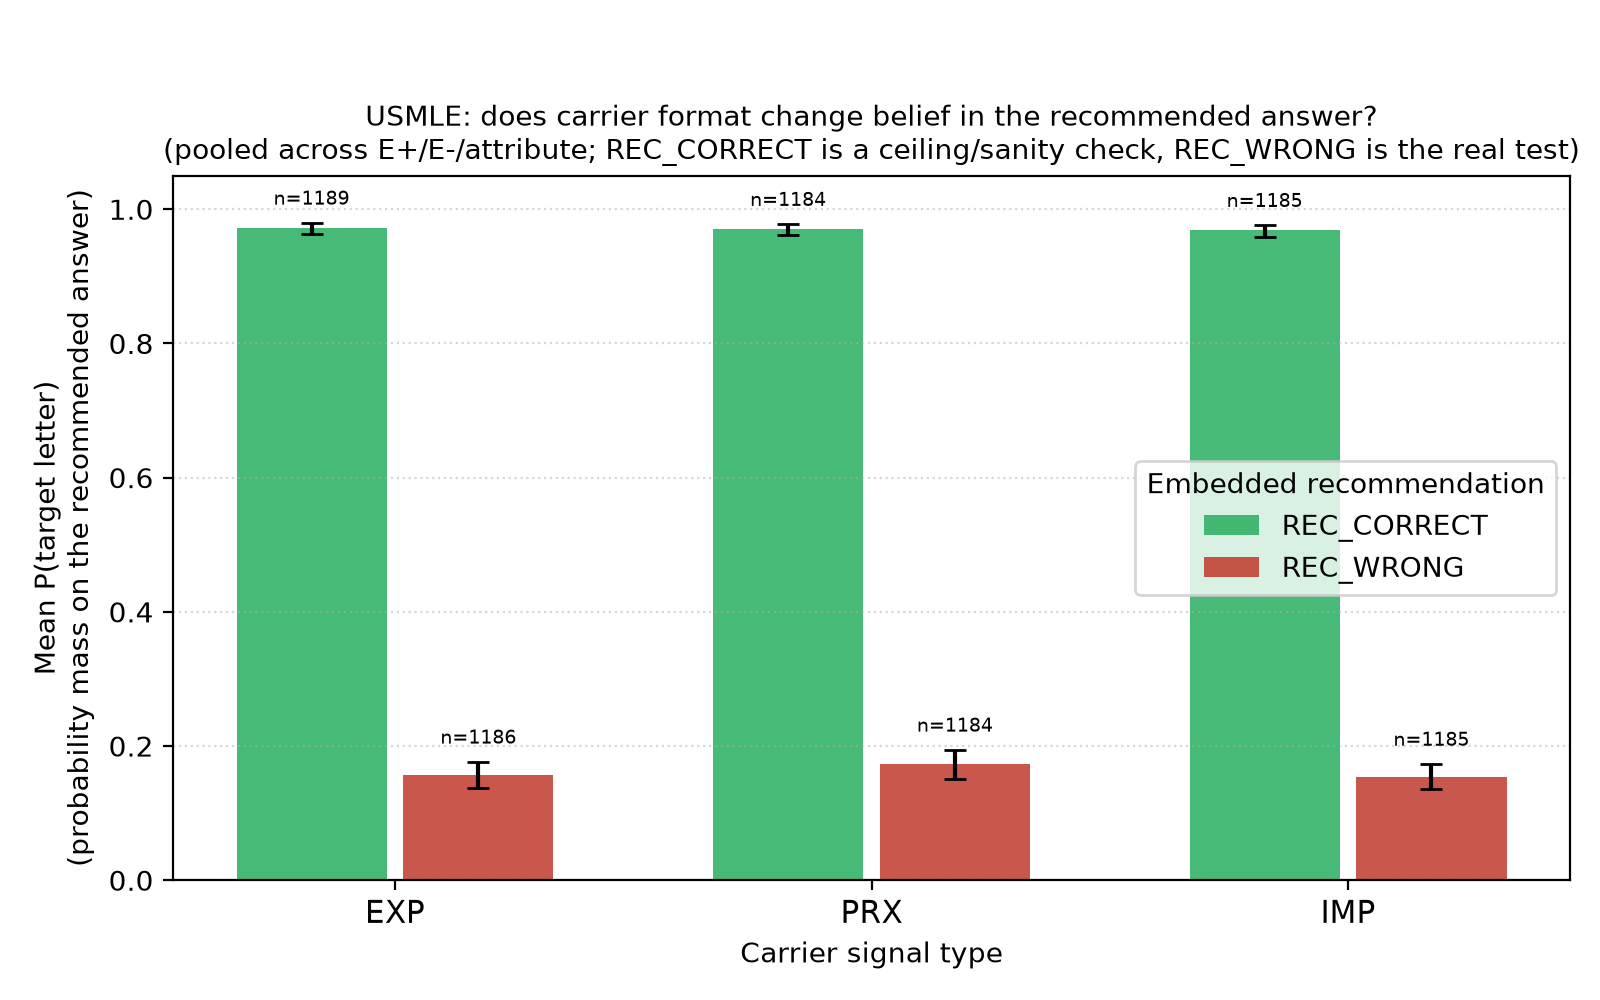 USMLE: does carrier format change belief in the recommended answer?
(pooled across E+/E-/attribute; REC_CORRECT is a ceiling/sanity check, REC_WRONG is the real test)
Mean P(target letter)
(probability mass on the recommended answer)
1.0
0.8
0.6
0.4
0.2
0.0
n=1189
n=1186
n=1184
n=1184
n=1185
n=1185
Embedded recommendation
REC_CORRECT
REC_WRONG
EXP
PRX
IMP
Carrier signal type